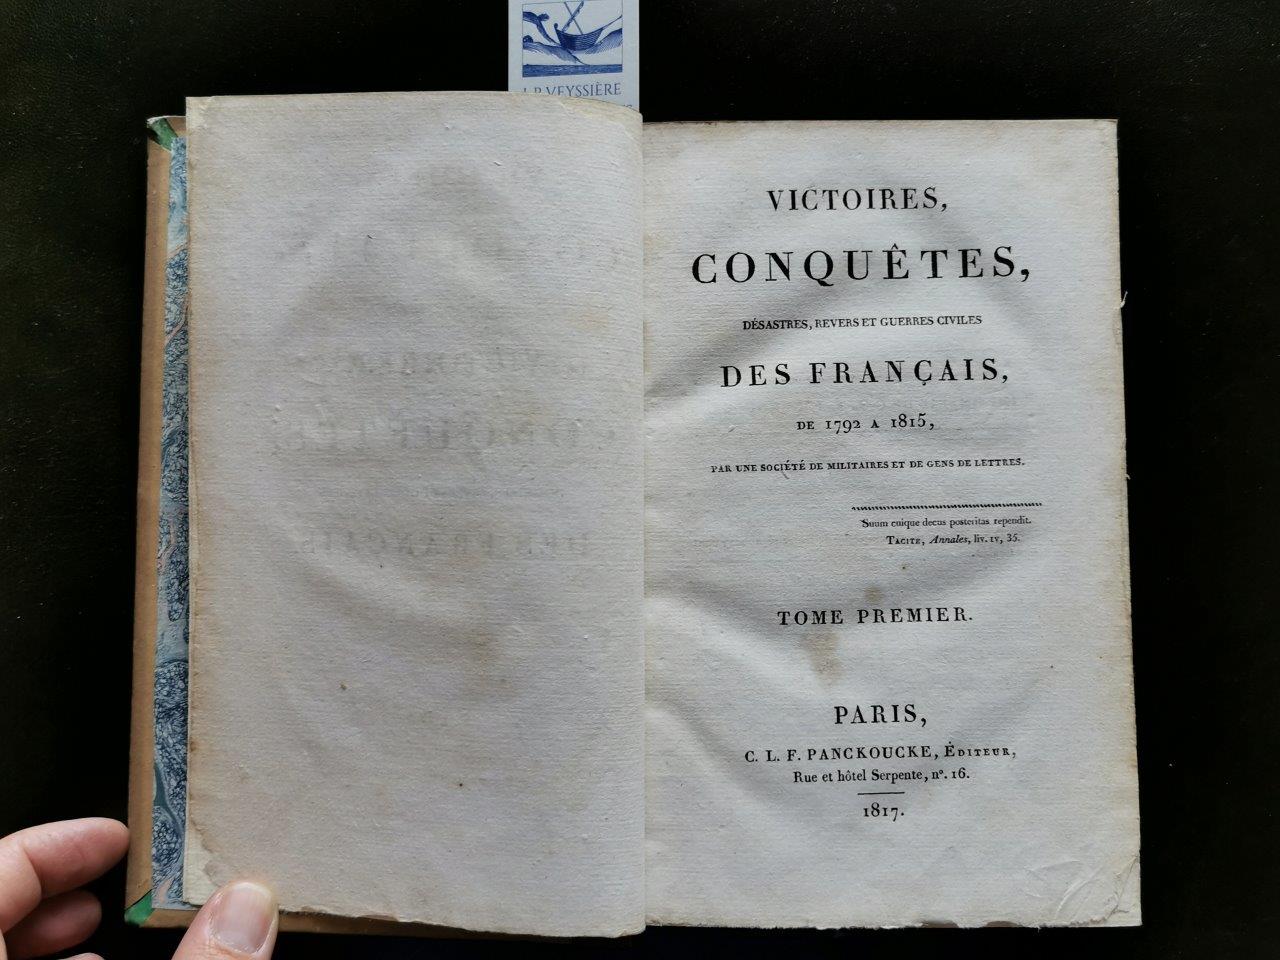 J.P. VEYSSIÈRE
VICTOIRES,
CONQUÊTES,
DÉSASTRES, REVERS ET GUERRES CIVILES
DES FRANÇAIS,
DE 1792 A 1815,
PAR UNE SOCIÉTÉ DE MILITAIRES ET DE GENS DE LETTRES.
Suum cuique decus posteritas rependit.
TACITE, Annales, liv. IV, 35.
TOME PREMIER.
PARIS,
C. L. F. PANCKOUCKE, ÉDITEUR,
Rue et hôtel Serpente, nº. 16.
1817.